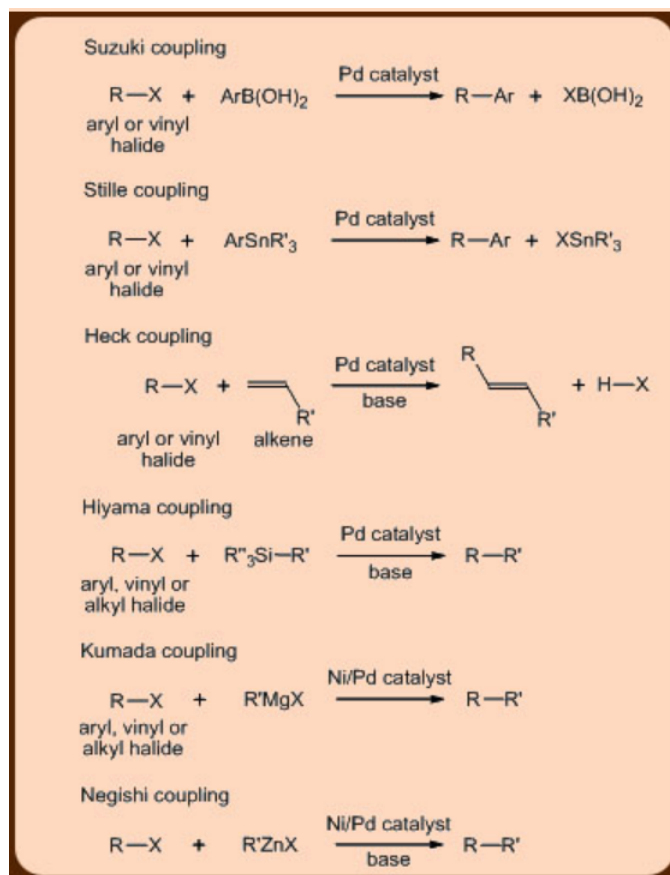 Suzuki coupling
Pd catalyst
R—X + ArB(OH)₂ R—Ar + XB(OH)₂
aryl or vinyl
halide
Stille coupling
Pd catalyst
R—X + ArSnR'₃ R—Ar + XSnR'₃
aryl or vinyl
halide
Heck coupling
Pd catalyst
R
R—X + + H—X
base
R' R'
aryl or vinyl alkene
halide
Hiyama coupling
Pd catalyst
R—X + R"₃Si—R' R—R'
base
aryl, vinyl or
alkyl halide
Kumada coupling
Ni/Pd catalyst
R—X + R'MgX R—R'
aryl, vinyl or
alkyl halide
Negishi coupling
Ni/Pd catalyst
R—X + R'ZnX R—R'
base